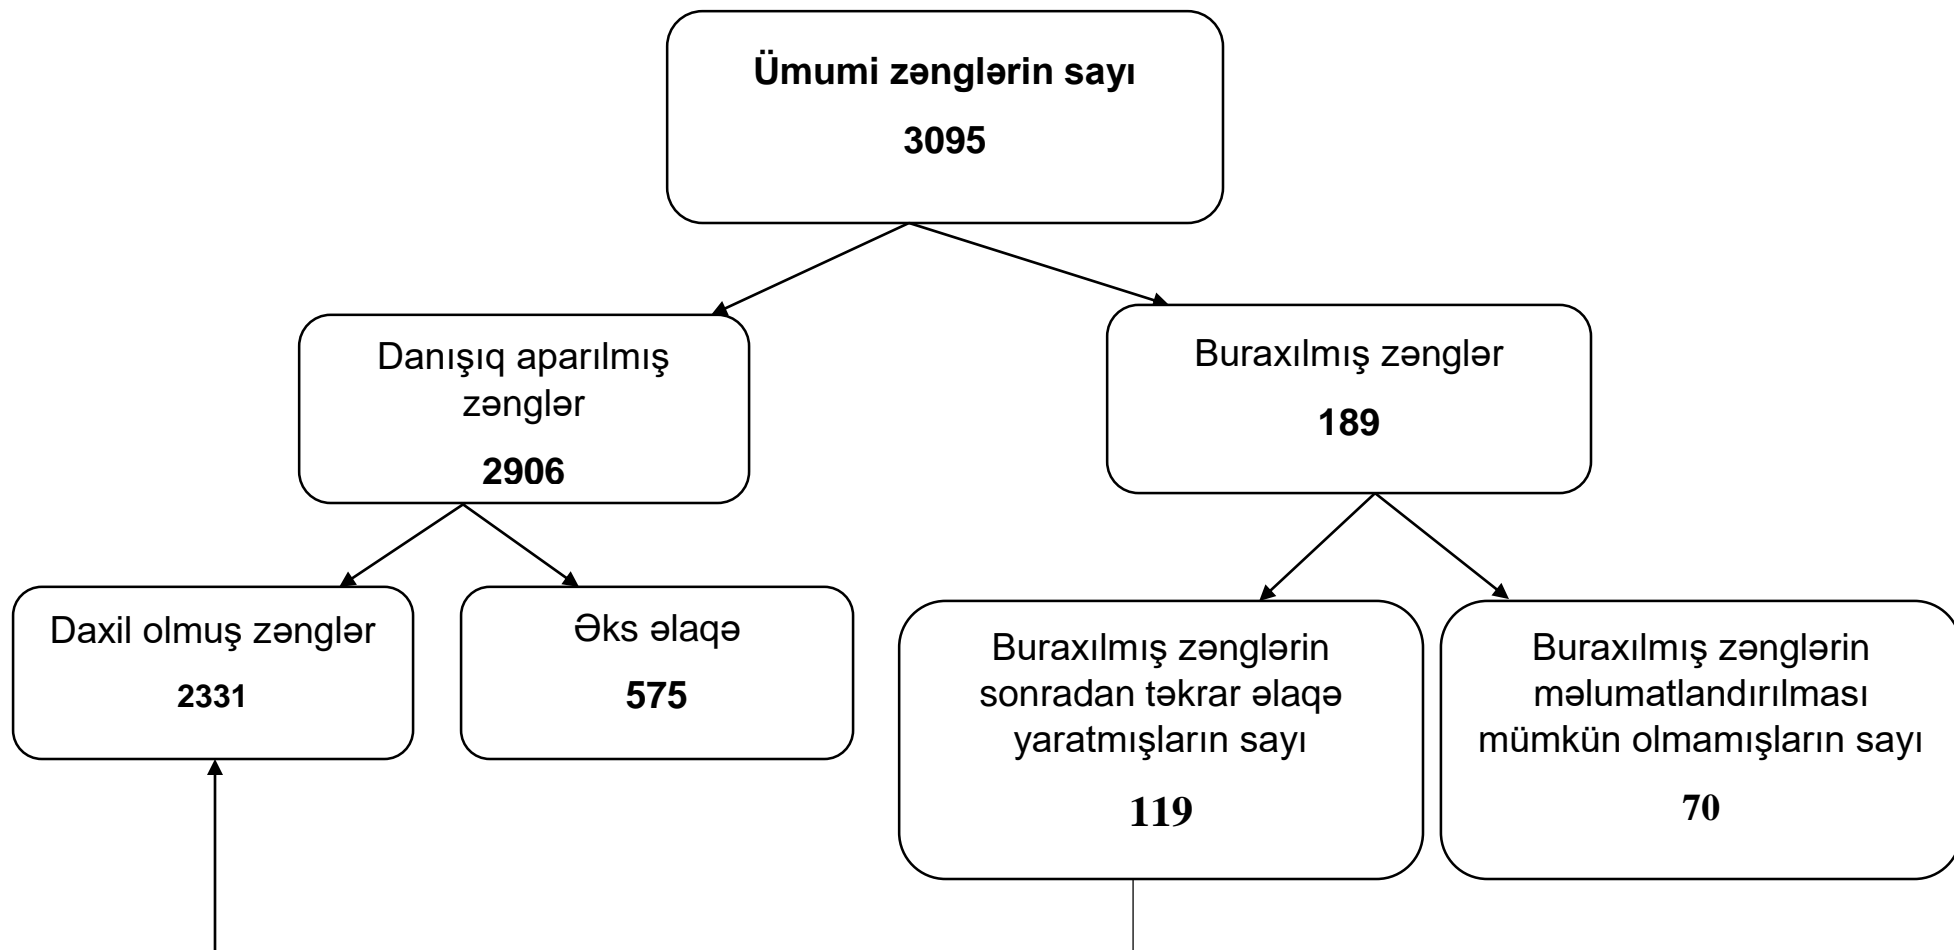 Ümumi zənglərin sayı
3095
Danışıq aparılmış
zənglər
2906
Buraxılmış zənglər
189
Daxil olmuş zənglər
2331
Əks əlaqə
575
Buraxılmış zənglərin
sonradan təkrar əlaqə
yaratmışların sayı
119
Buraxılmış zənglərin
məlumatlandırılması
mümkün olmamışların sayı
70